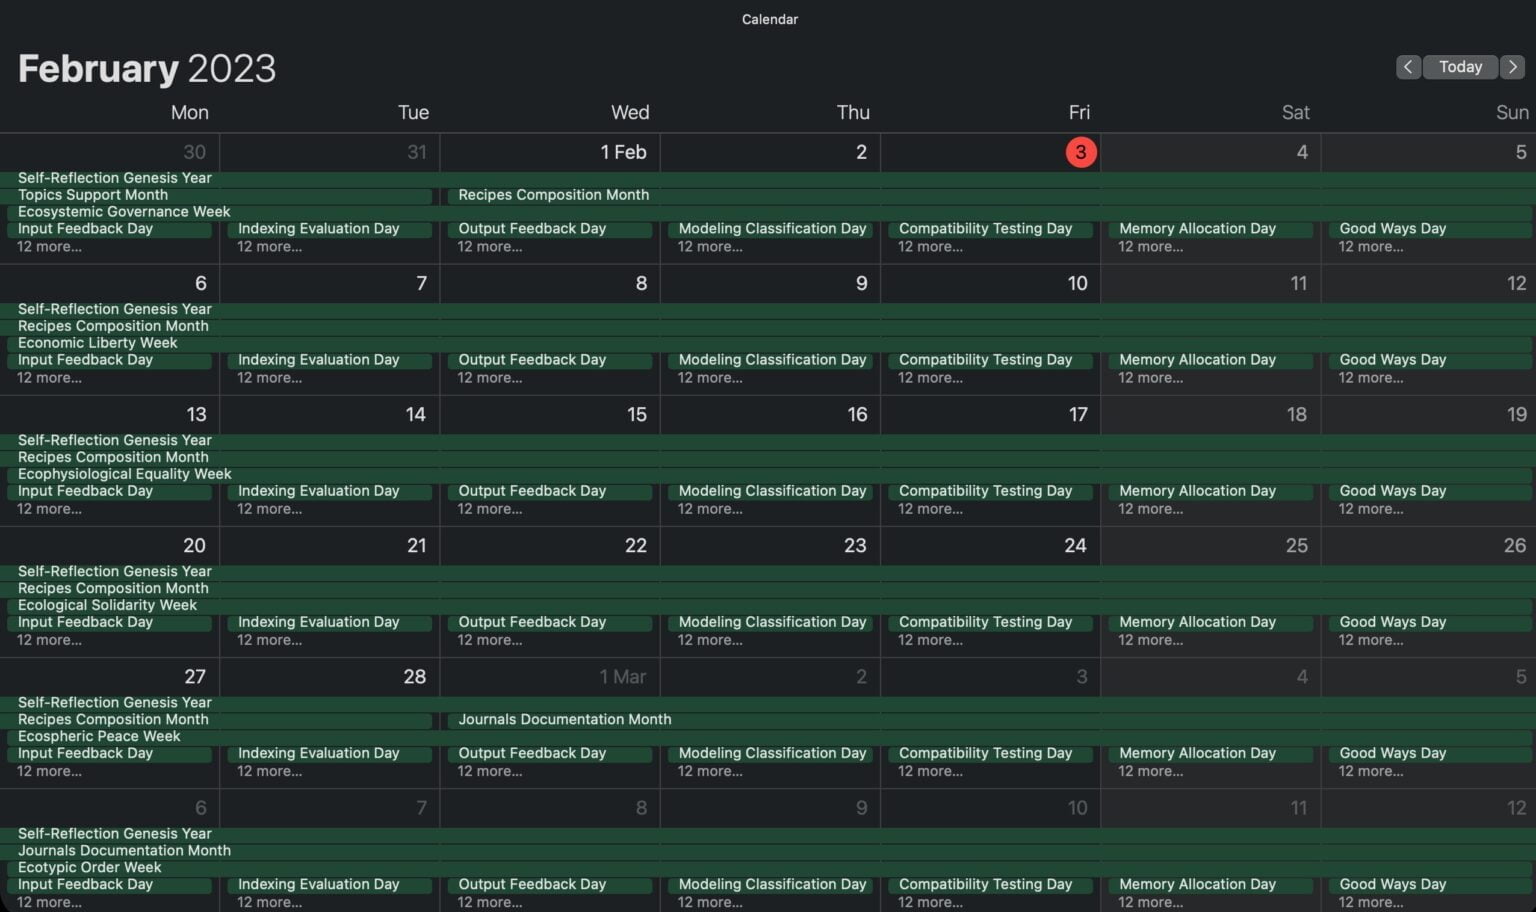 Calendar
February 2023
< Today >
Mon Tue Wed Thu Fri Sat Sun
30 31 1 Feb 2 3 4 5
Self-Reflection Genesis Year
Topics Support Month Recipes Composition Month
Ecosystemic Governance Week
Input Feedback Day Indexing Evaluation Day Output Feedback Day Modeling Classification Day Compatibility Testing Day Memory Allocation Day Good Ways Day
12 more... 12 more... 12 more... 12 more... 12 more... 12 more... 12 more...
6 7 8 9 10 11 12
Self-Reflection Genesis Year
Recipes Composition Month
Economic Liberty Week
Input Feedback Day Indexing Evaluation Day Output Feedback Day Modeling Classification Day Compatibility Testing Day Memory Allocation Day Good Ways Day
12 more... 12 more... 12 more... 12 more... 12 more... 12 more... 12 more...
13 14 15 16 17 18 19
Self-Reflection Genesis Year
Recipes Composition Month
Ecophysiological Equality Week
Input Feedback Day Indexing Evaluation Day Output Feedback Day Modeling Classification Day Compatibility Testing Day Memory Allocation Day Good Ways Day
12 more... 12 more... 12 more... 12 more... 12 more... 12 more... 12 more...
20 21 22 23 24 25 26
Self-Reflection Genesis Year
Recipes Composition Month
Ecological Solidarity Week
Input Feedback Day Indexing Evaluation Day Output Feedback Day Modeling Classification Day Compatibility Testing Day Memory Allocation Day Good Ways Day
12 more... 12 more... 12 more... 12 more... 12 more... 12 more... 12 more...
27 28 1 Mar 2 3 4 5
Self-Reflection Genesis Year
Recipes Composition Month Journals Documentation Month
Ecospheric Peace Week
Input Feedback Day Indexing Evaluation Day Output Feedback Day Modeling Classification Day Compatibility Testing Day Memory Allocation Day Good Ways Day
12 more... 12 more... 12 more... 12 more... 12 more... 12 more... 12 more...
6 7 8 9 10 11 12
Self-Reflection Genesis Year
Journals Documentation Month
Ecotypic Order Week
Input Feedback Day Indexing Evaluation Day Output Feedback Day Modeling Classification Day Compatibility Testing Day Memory Allocation Day Good Ways Day
12 more... 12 more... 12 more... 12 more... 12 more... 12 more... 12 more...